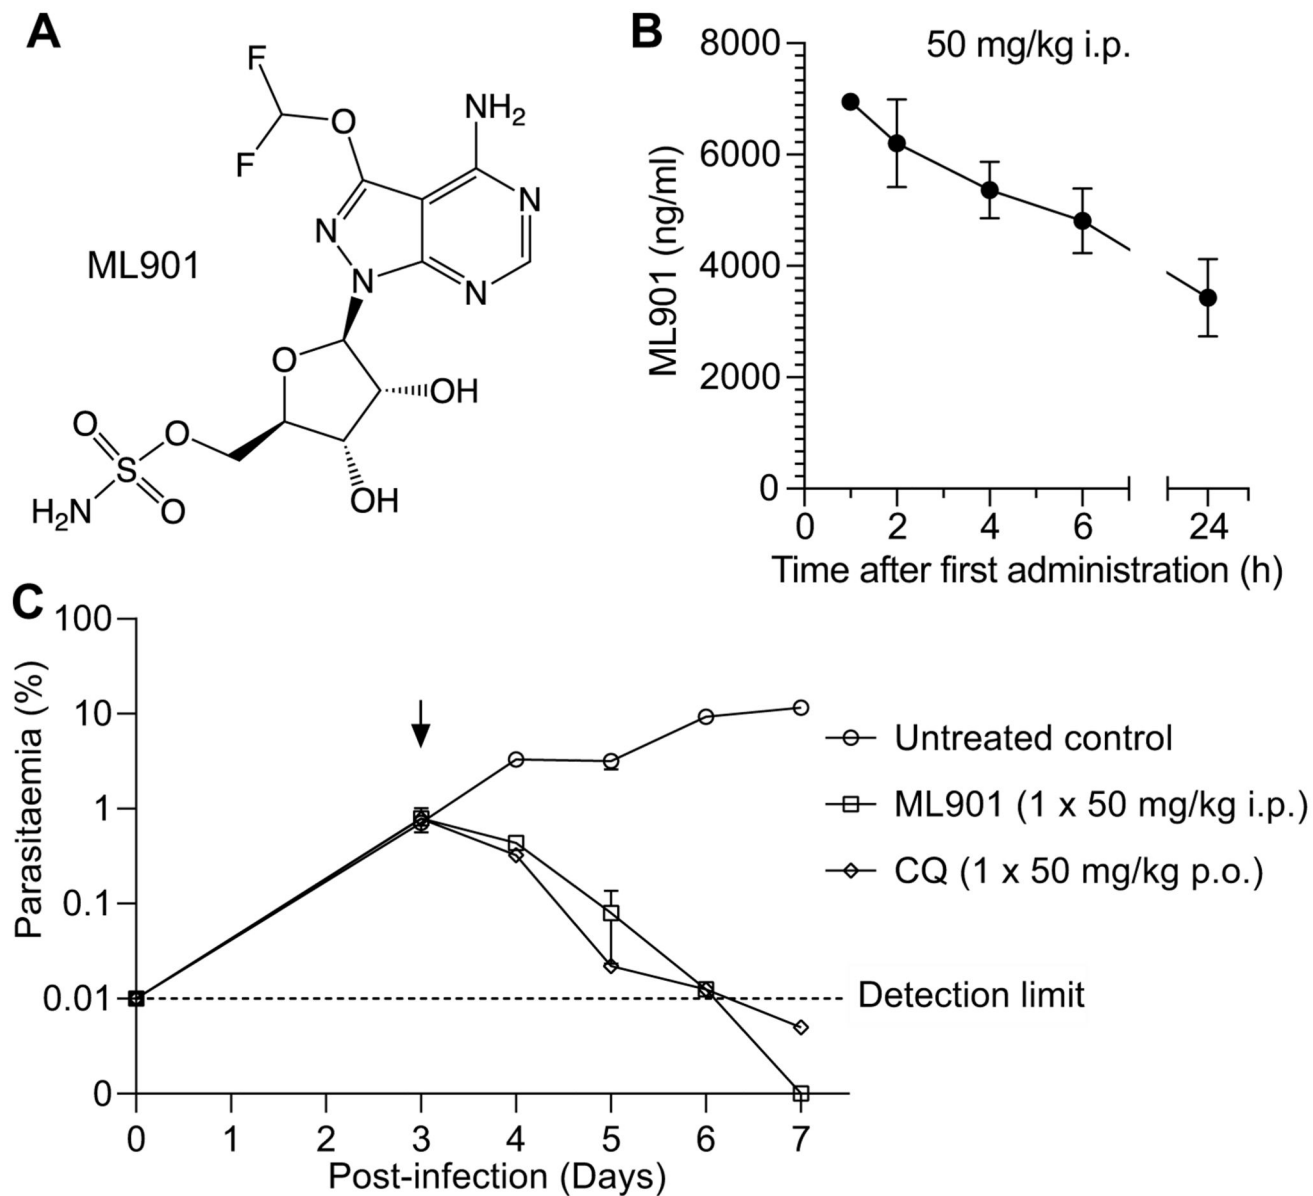 A
F
F
O
NH2
N
N
N
N
ML901
O
OH
OH
O
O
S
O
H2N
B
50 mg/kg i.p.
8000
6000
4000
2000
0
ML901 (ng/ml)
0 2 4 6 24
Time after first administration (h)
C
100
10
1
0.1
0.01
0
Parasitaemia (%)
Untreated control
ML901 (1 x 50 mg/kg i.p.)
CQ (1 x 50 mg/kg p.o.)
Detection limit
0 1 2 3 4 5 6 7
Post-infection (Days)